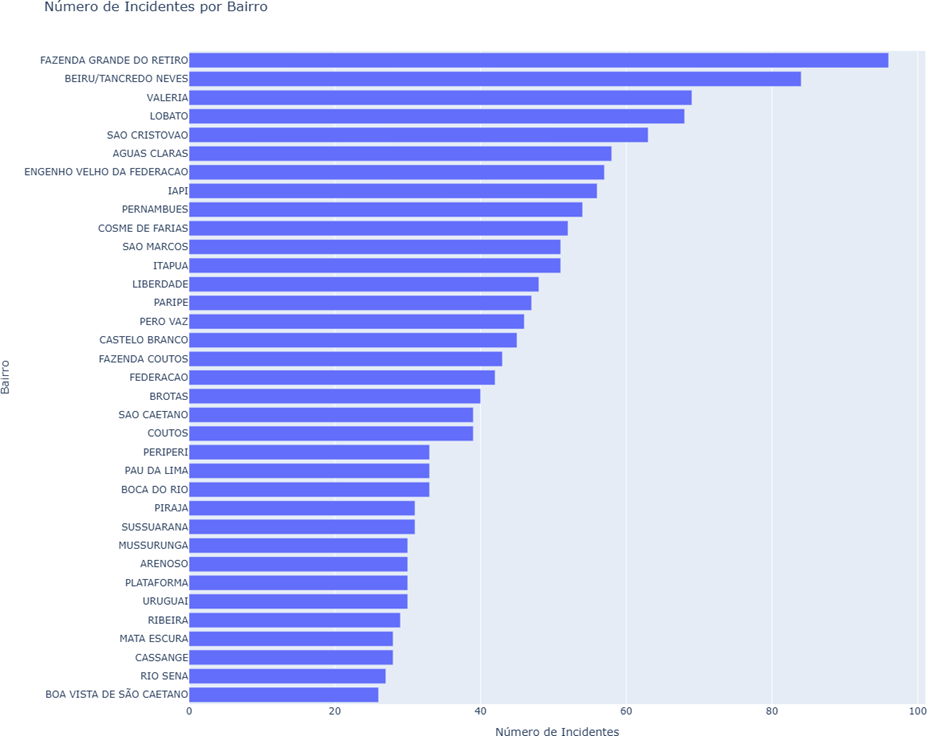 Número de Incidentes por Bairro
FAZENDA GRANDE DO RETIRO
BEIRU/TANCREDO NEVES
VALERIA
LOBATO
SAO CRISTOVAO
AGUAS CLARAS
ENGENHO VELHO DA FEDERACAO
IAPI
PERNAMBUES
COSME DE FARIAS
SAO MARCOS
ITAPUA
LIBERDADE
PARIPE
PERO VAZ
CASTELO BRANCO
FAZENDA COUTOS
FEDERACAO
BROTAS
SAO CAETANO
COUTOS
PERIPERI
PAU DA LIMA
BOCA DO RIO
PIRAJA
SUSSUARANA
MUSSURUNGA
ARENOSO
PLATAFORMA
URUGUAI
RIBEIRA
MATA ESCURA
CASSANGE
RIO SENA
BOA VISTA DE SÃO CAETANO
Bairro
0 20 40 60 80 100
Número de Incidentes